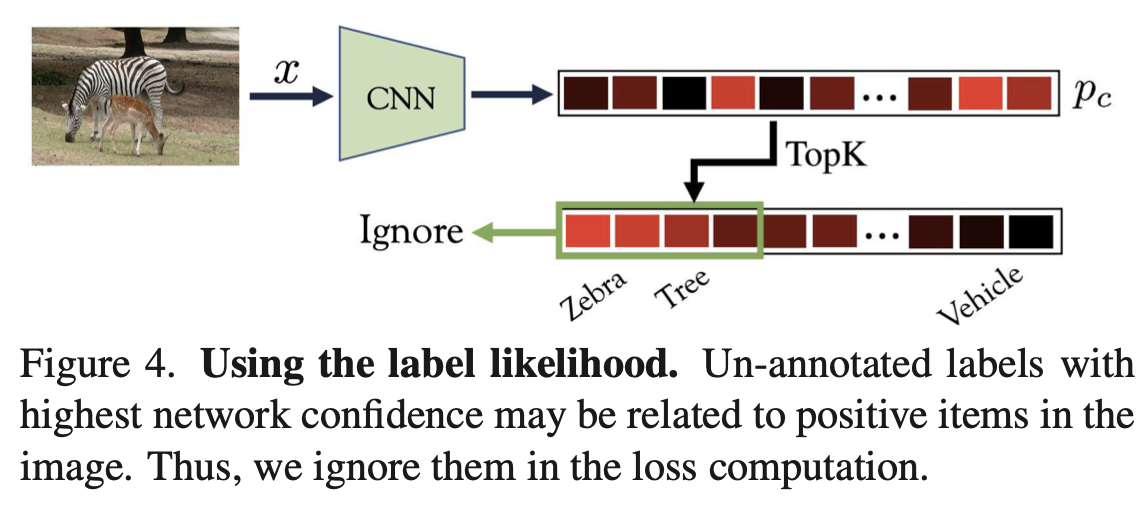 x
CNN
p_c
TopK
Ignore
Zebra
Tree
Vehicle
Figure 4. Using the label likelihood. Un-annotated labels with
highest network confidence may be related to positive items in the
image. Thus, we ignore them in the loss computation.